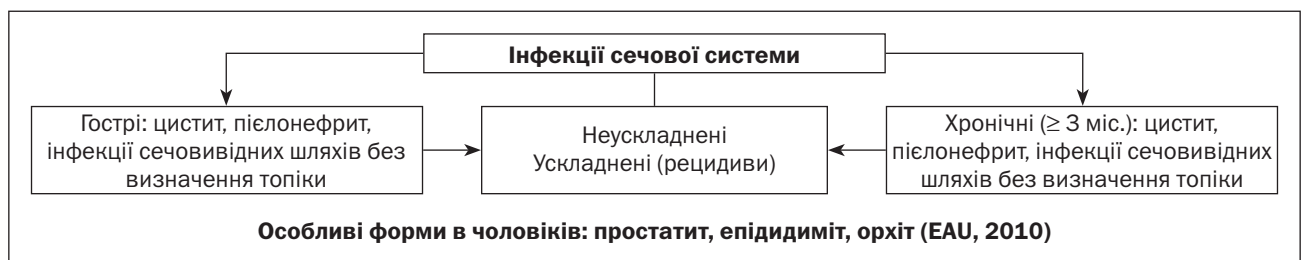 Інфекції сечової системи
Гострі: цистит, пієлонефрит,
інфекції сечовивідних шляхів без
визначення топіки
Неускладнені
Ускладнені (рецидиви)
Хронічні (≥ 3 міс.): цистит,
пієлонефрит, інфекції сечовивідних
шляхів без визначення топіки
Особливі форми в чоловіків: простатит, епідидиміт, орхіт (EAU, 2010)